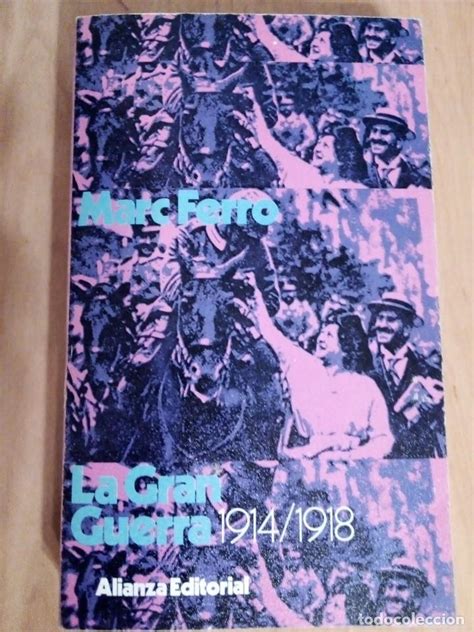 Marc Ferro
La Gran
Guerra 1914/1918
Alianza Editorial
todocoleccion